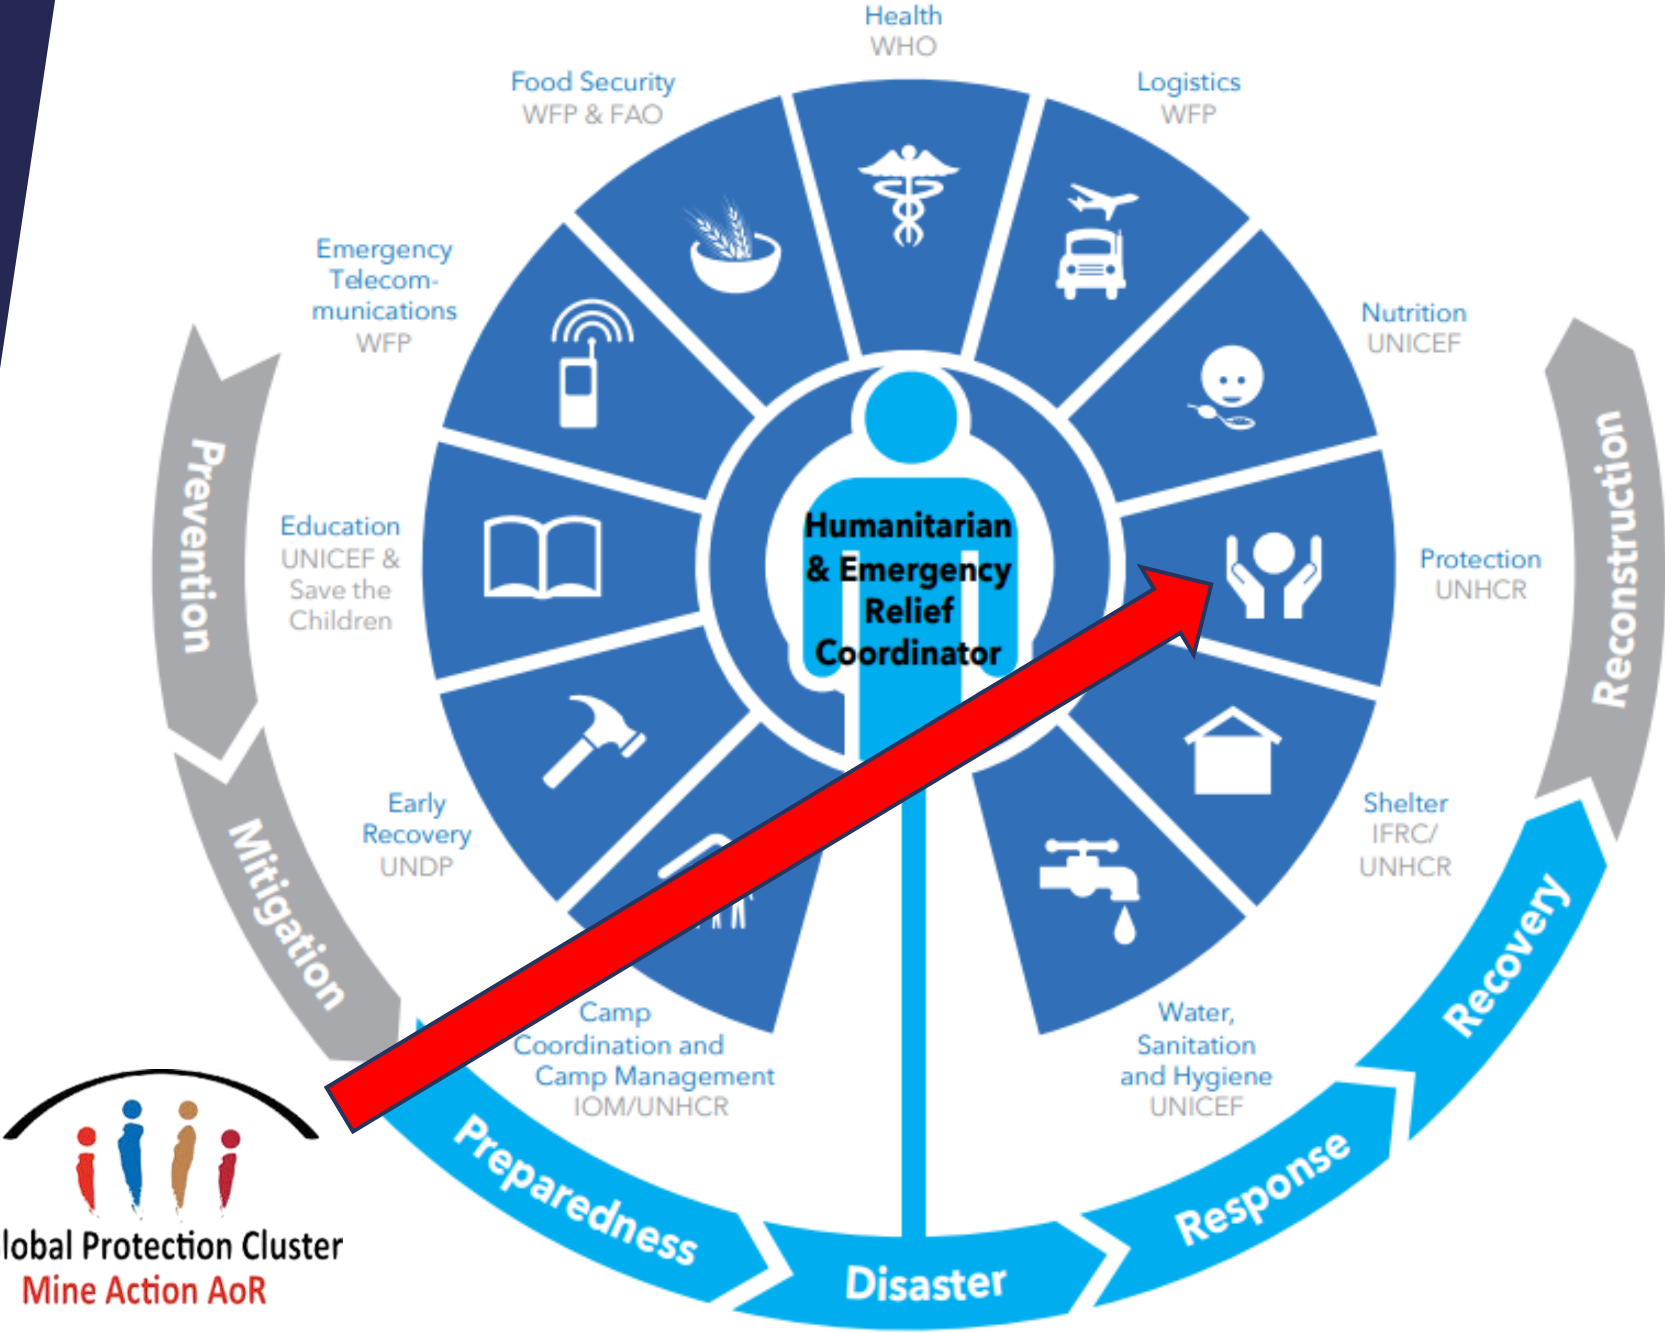 Health
WHO
Food Security
WFP & FAO
Logistics
WFP
Emergency
Telecom-
munications
WFP
Nutrition
UNICEF
Education
UNICEF &
Save the
Children
Protection
UNHCR
Humanitarian
& Emergency
Relief
Coordinator
Early
Recovery
UNDP
Shelter
IFRC/
UNHCR
Camp
Coordination and
Camp Management
IOM/UNHCR
Water,
Sanitation
and Hygiene
UNICEF
Prevention
Mitigation
Preparedness
Disaster
Response
Recovery
Reconstruction
lobal Protection Cluster
Mine Action AoR